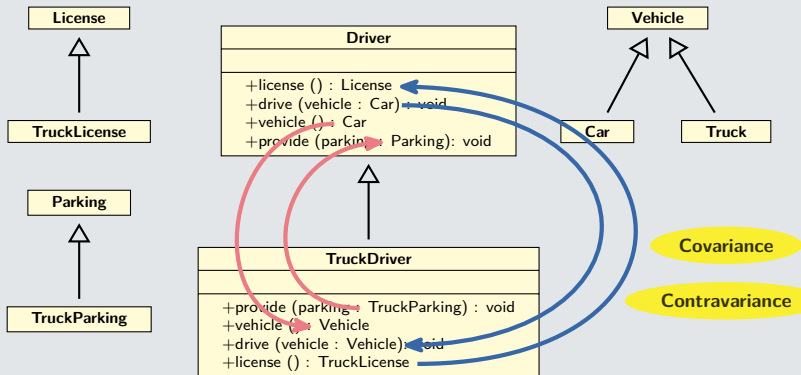 License
TruckLicense
Parking
TruckParking
Driver
+license () : License
+drive (vehicle : Car) : void
+vehicle () : Car
+provide (parking : Parking): void
TruckDriver
+provide (parking : TruckParking) : void
+vehicle () : Vehicle
+drive (vehicle : Vehicle): void
+license () : TruckLicense
Vehicle
Car
Truck
Covariance
Contravariance